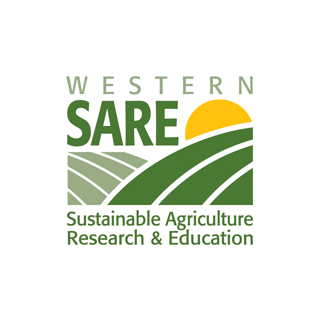 WESTERN
SARE
Sustainable Agriculture
Research & Education